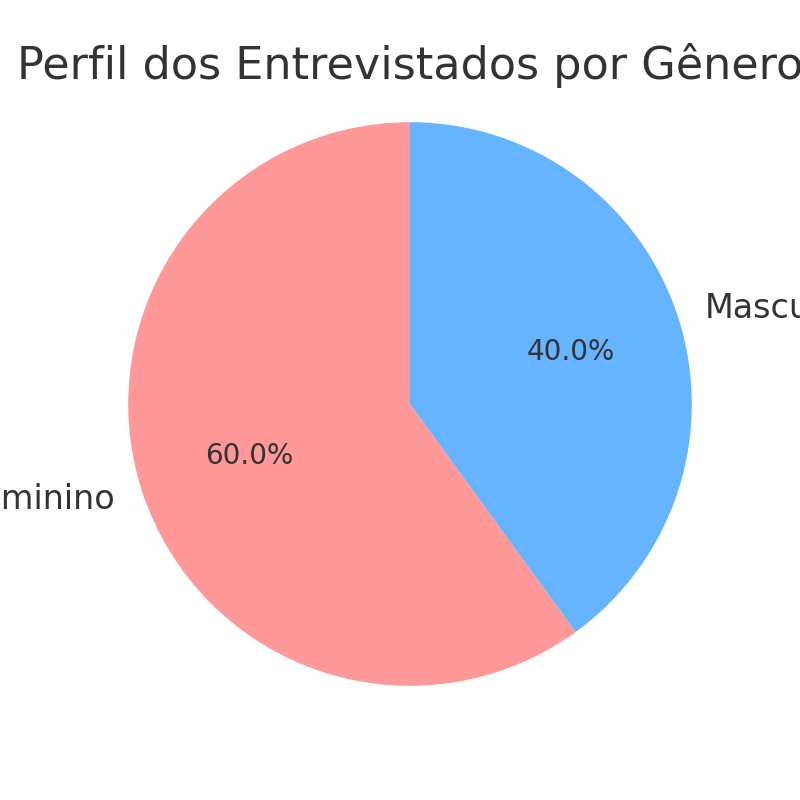 Perfil dos Entrevistados por Gênero
Mascu
40.0%
60.0%
minino